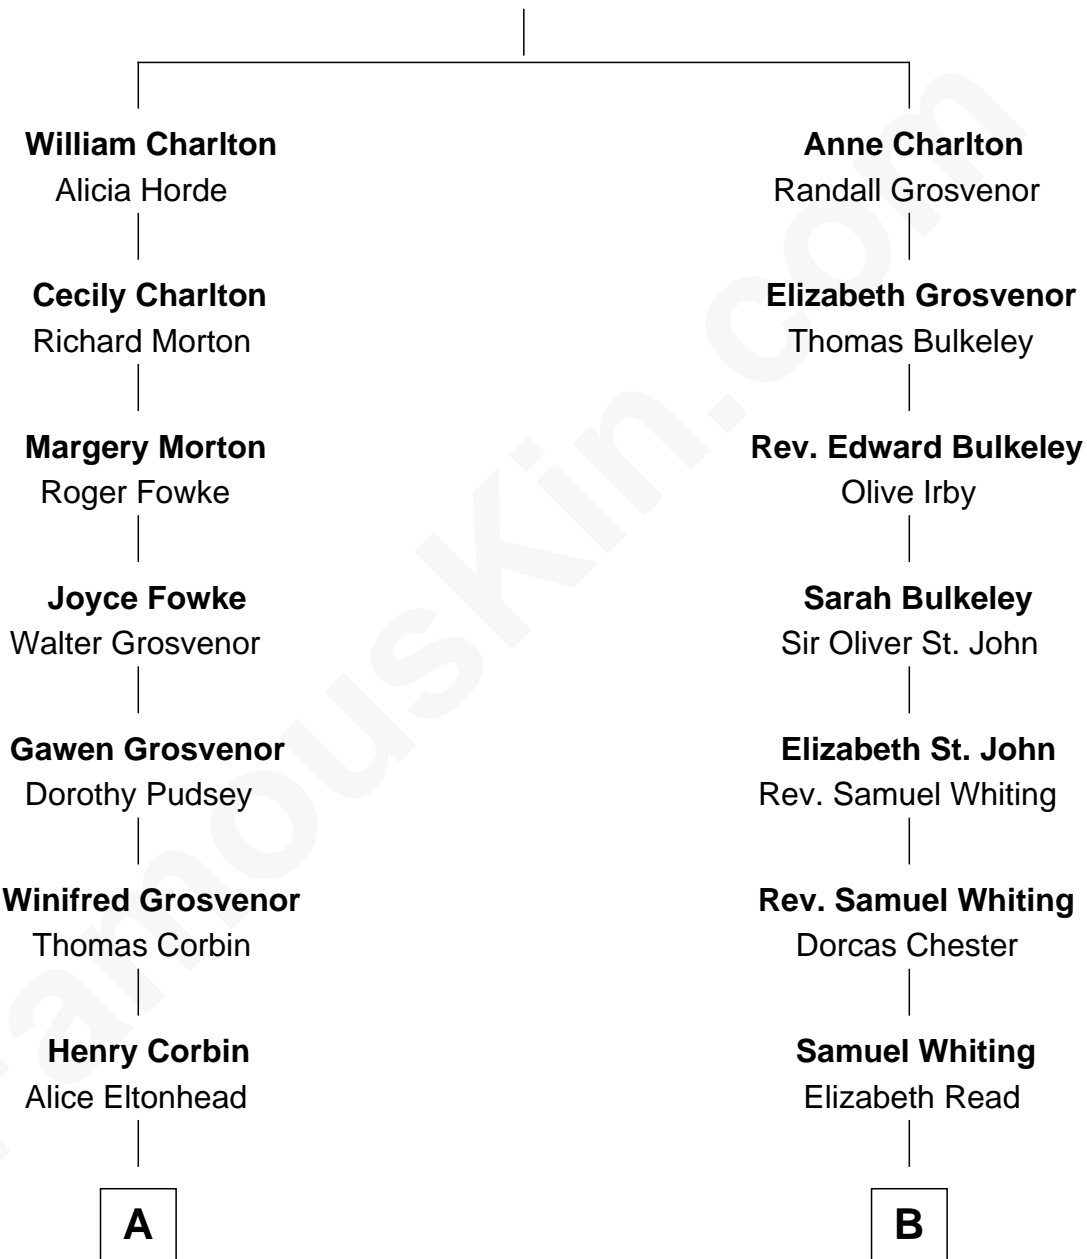 William Charlton
Alicia Horde
Cecily Charlton
Richard Morton
Margery Morton
Roger Fowke
Joyce Fowke
Walter Grosvenor
Gawen Grosvenor
Dorothy Pudsey
Winifred Grosvenor
Thomas Corbin
Henry Corbin
Alice Eltonhead
A
Anne Charlton
Randall Grosvenor
Elizabeth Grosvenor
Thomas Bulkeley
Rev. Edward Bulkeley
Olive Irby
Sarah Bulkeley
Sir Oliver St. John
Elizabeth St. John
Rev. Samuel Whiting
Rev. Samuel Whiting
Dorcas Chester
Samuel Whiting
Elizabeth Read
B
FamousKin.com